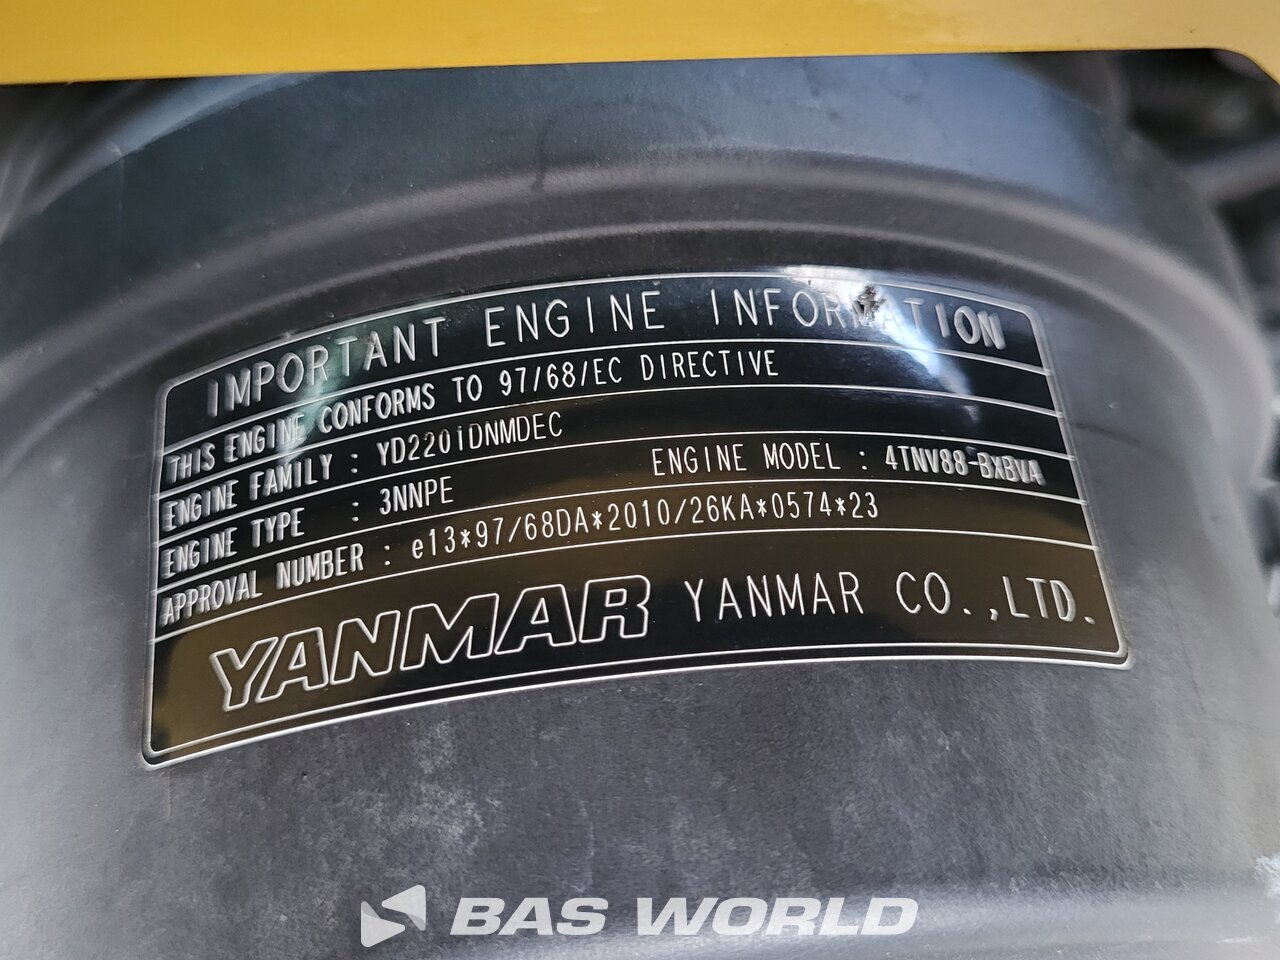 IMPORTANT ENGINE INFORMATION
THIS ENGINE CONFORMS TO 97/68/EC DIRECTIVE
ENGINE FAMILY : YD220iDNMDEC
ENGINE TYPE : 3NNPE ENGINE MODEL : 4TNV88-BXBVA
APPROVAL NUMBER : e13*97/68DA*2010/26KA*0574*23
YANMAR YANMAR CO.,LTD.
BAS WORLD